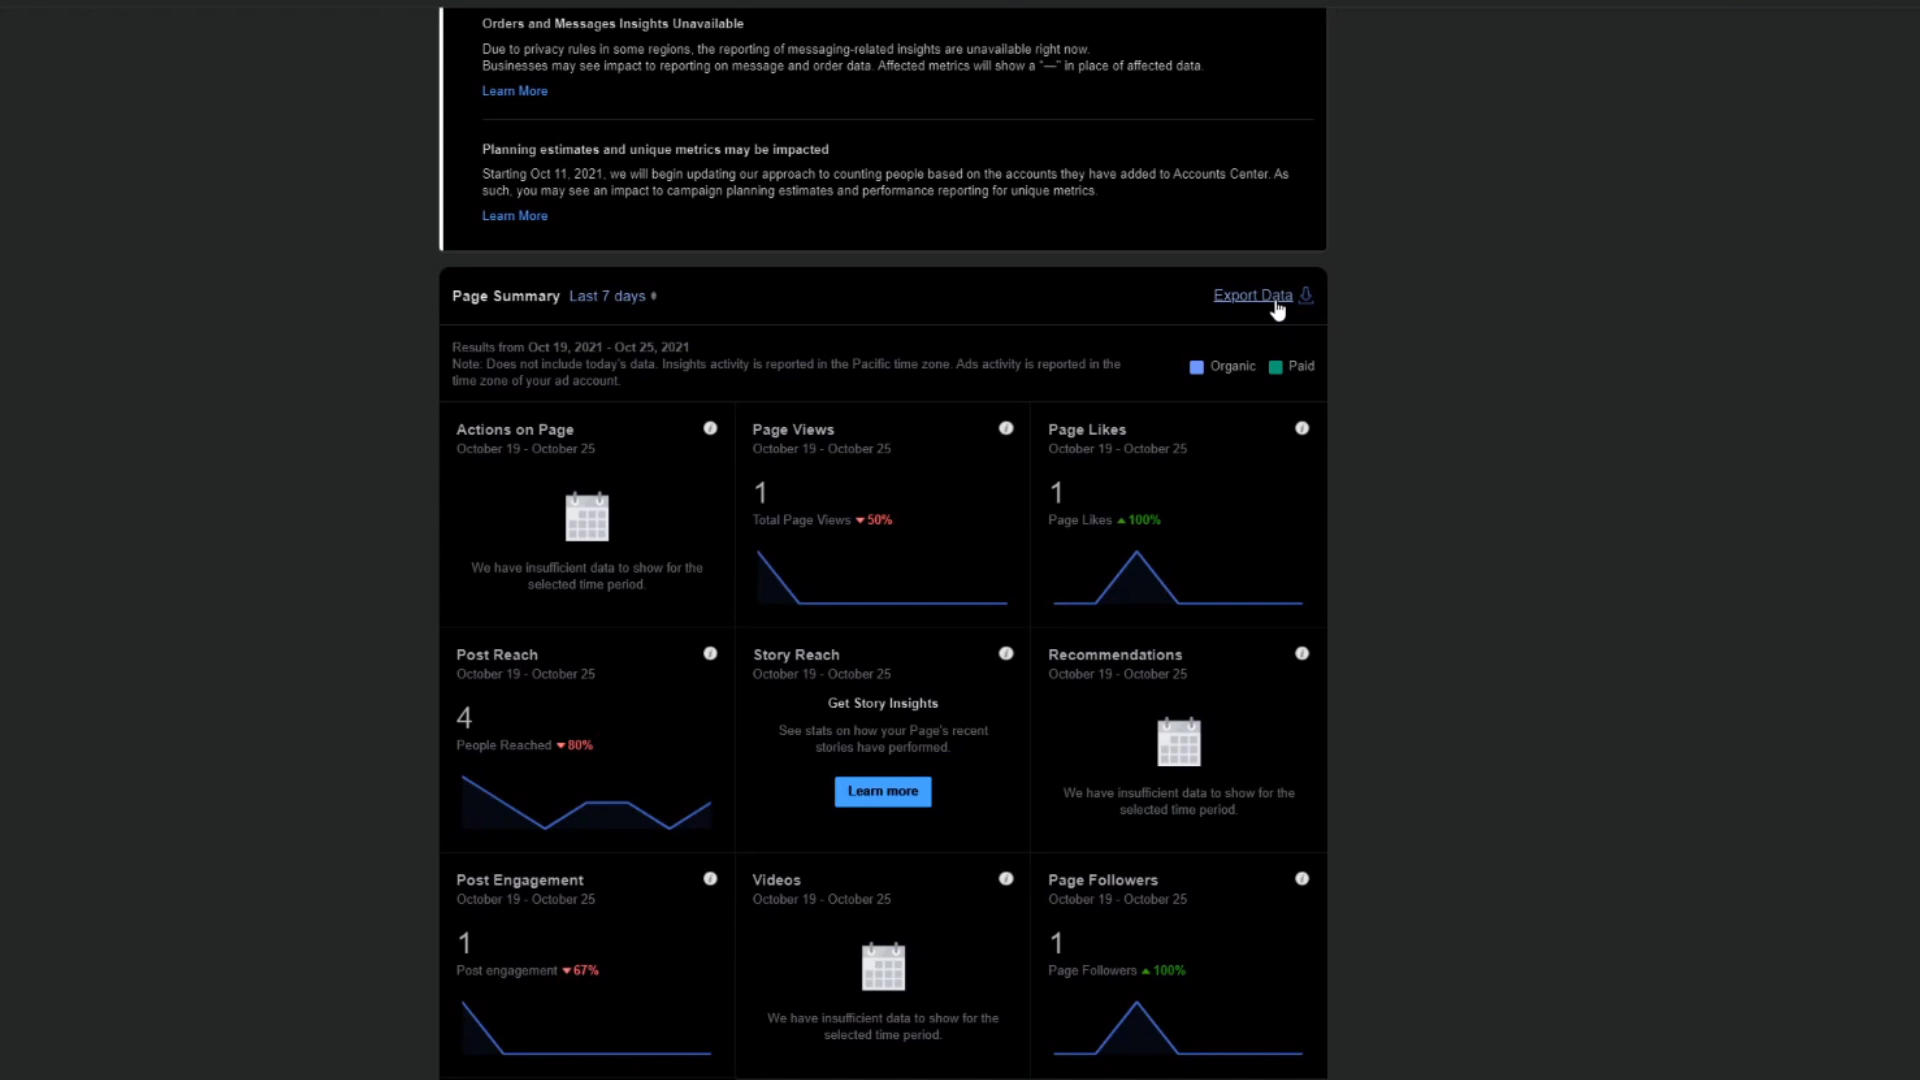 Orders and Messages Insights Unavailable
Due to privacy rules in some regions, the reporting of messaging-related insights are unavailable right now.
Businesses may see impact to reporting on message and order data. Affected metrics will show a "—" in place of affected data.
Learn More
Planning estimates and unique metrics may be impacted
Starting Oct 11, 2021, we will begin updating our approach to counting people based on the accounts they have added to Accounts Center. As
such, you may see an impact to campaign planning estimates and performance reporting for unique metrics.
Learn More
Page Summary Last 7 days
Export Data
Results from Oct 19, 2021 - Oct 25, 2021
Note: Does not include today's data. Insights activity is reported in the Pacific time zone. Ads activity is reported in the
time zone of your ad account.
Organic Paid
Actions on Page
October 19 - October 25
We have insufficient data to show for the
selected time period.
Page Views
October 19 - October 25
1
Total Page Views ▼50%
Page Likes
October 19 - October 25
1
Page Likes ▲100%
Post Reach
October 19 - October 25
4
People Reached ▼80%
Story Reach
October 19 - October 25
Get Story Insights
See stats on how your Page's recent
stories have performed.
Learn more
Recommendations
October 19 - October 25
We have insufficient data to show for the
selected time period.
Post Engagement
October 19 - October 25
1
Post engagement ▼67%
Videos
October 19 - October 25
We have insufficient data to show for the
selected time period.
Page Followers
October 19 - October 25
1
Page Followers ▲100%